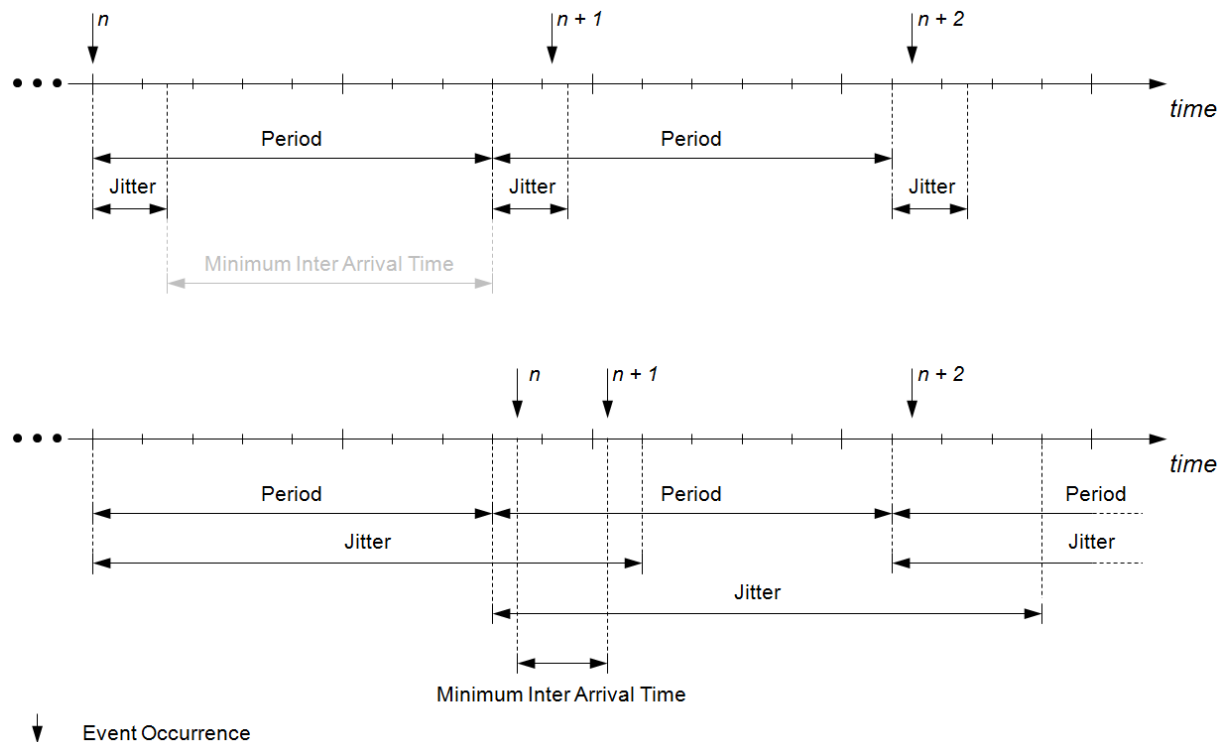 n
n + 1
n + 2
time
Period
Period
Jitter
Jitter
Jitter
Minimum Inter Arrival Time
n
n + 1
n + 2
time
Period
Period
Period
Jitter
Jitter
Jitter
Minimum Inter Arrival Time
Event Occurrence